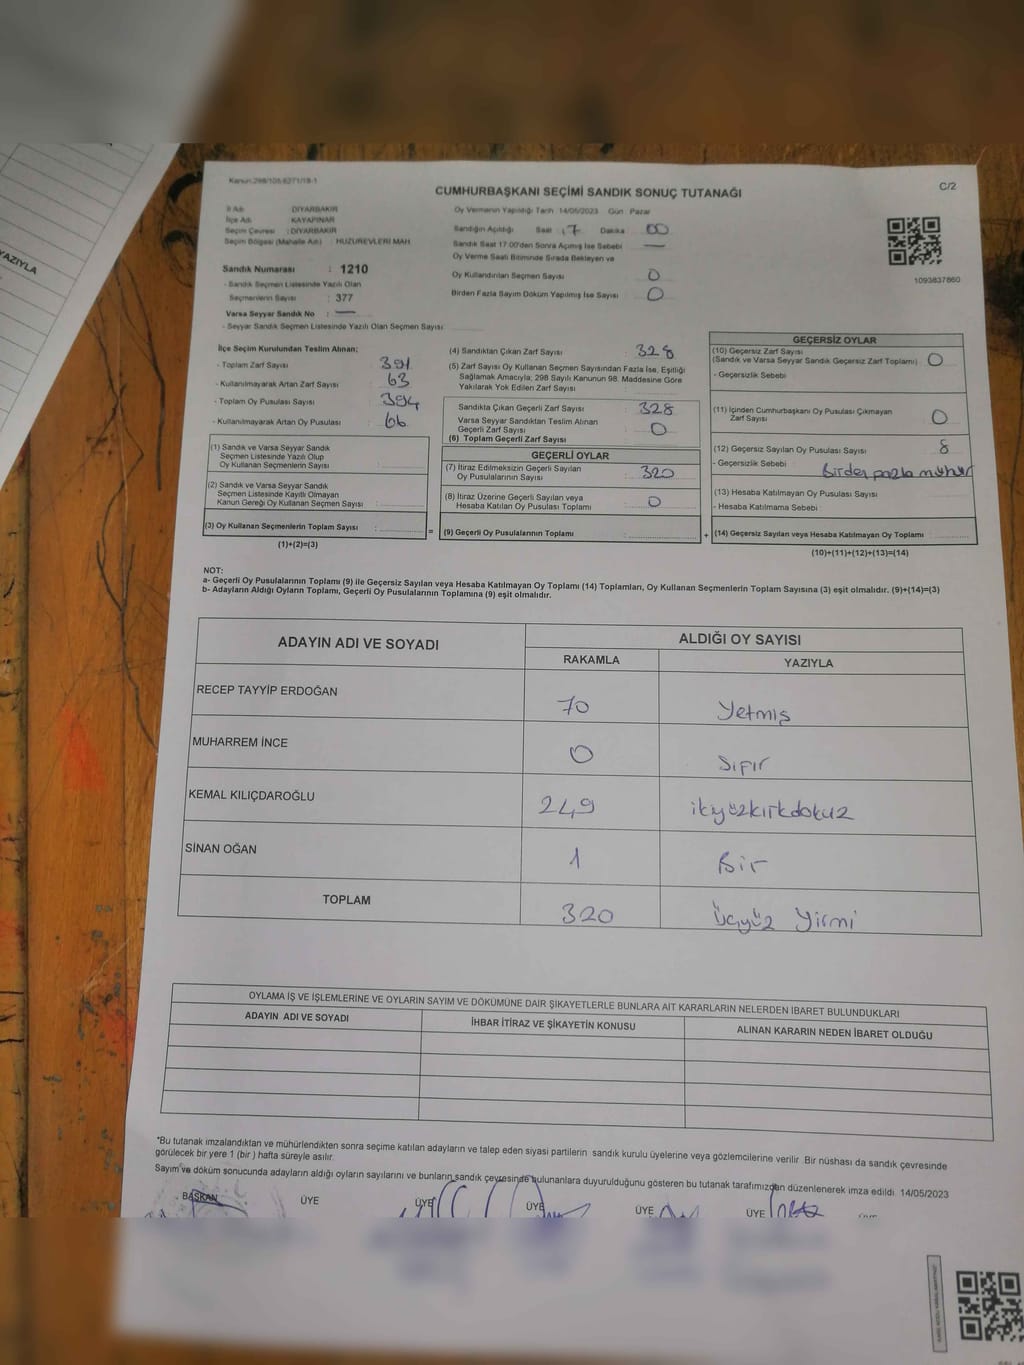 Kanun:298/105.6271/18-1
CUMHURBAŞKANI SEÇİMİ SANDIK SONUÇ TUTANAĞI
C/2
İl Adı : DİYARBAKIR
İlçe Adı : KAYAPINAR
Seçim Çevresi : DİYARBAKIR
Seçim Bölgesi (Mahalle Adı) : HUZUREVLERİ MAH
Sandık Numarası : 1210
- Sandık Seçmen Listesinde Yazılı Olan
Seçmenlerin Sayısı : 377
Varsa Seyyar Sandık No : —
- Seyyar Sandık Seçmen Listesinde Yazılı Olan Seçmen Sayısı
Oy Vermenin Yapıldığı Tarih 14/05/2023 Gün : Pazar
Sandığın Açıldığı Saat : 17 Dakika 00
Sandık Saat 17:00'den Sonra Açımış İse Sebebi —
Oy Verme Saati Bitiminde Sırada Bekleyen ve
Oy Kullandırılan Seçmen Sayısı 0
Birden Fazla Sayım Döküm Yapılmış İse Sayısı : 0
1093837860
İlçe Seçim Kurulundan Teslim Alınan;
- Toplam Zarf Sayısı : 391
- Kullanılmayarak Artan Zarf Sayısı : 63
- Toplam Oy Pusulası Sayısı : 394
- Kullanılmayarak Artan Oy Pusulası : 66
(1) Sandık ve Varsa Seyyar Sandık
Seçmen Listesinde Yazılı Olup
Oy Kullanan Seçmenlerin Sayısı :
(2) Sandık ve Varsa Seyyar Sandık
Seçmen Listesinde Kayıtlı Olmayan
Kanun Gereği Oy Kullanan Seçmen Sayısı :
(3) Oy Kullanan Seçmenlerin Toplam Sayısı : =
(1)+(2)=(3)
(4) Sandıktan Çıkan Zarf Sayısı : 328
(5) Zarf Sayısı Oy Kullanan Seçmen Sayısından Fazla İse, Eşitliği
Sağlamak Amacıyla, 298 Sayılı Kanunun 98. Maddesine Göre
Yakılarak Yok Edilen Zarf Sayısı :
Sandıkta Çıkan Geçerli Zarf Sayısı : 328
Varsa Seyyar Sandıktan Teslim Alınan
Geçerli Zarf Sayısı : 0
(6) Toplam Geçerli Zarf Sayısı
GEÇERLİ OYLAR
(7) İtiraz Edilmeksizin Geçerli Sayılan
Oy Pusulalarının Sayısı : 320
(8) İtiraz Üzerine Geçerli Sayılan veya
Hesaba Katılan Oy Pusulası Toplamı : 0
(9) Geçerli Oy Pusulalarının Toplamı : +
GEÇERSİZ OYLAR
(10) Geçersiz Zarf Sayısı
(Sandık ve Varsa Seyyar Sandık Geçersiz Zarf Toplamı) : 0
- Geçersizlik Sebebi :
(11) İçinden Cumhurbaşkanı Oy Pusulası Çıkmayan
Zarf Sayısı : 0
(12) Geçersiz Sayılan Oy Pusulası Sayısı : 8
- Geçersizlik Sebebi : Birden fazla mühür
(13) Hesaba Katılmayan Oy Pusulası Sayısı :
- Hesaba Katılmama Sebebi :
(14) Geçersiz Sayılan veya Hesaba Katılmayan Oy Toplamı :
(10)+(11)+(12)+(13)=(14)
NOT:
a- Geçerli Oy Pusulalarının Toplamı (9) ile Geçersiz Sayılan veya Hesaba Katılmayan Oy Toplamı (14) Toplamları, Oy Kullanan Seçmenlerin Toplam Sayısına (3) eşit olmalıdır. (9)+(14)=(3)
b- Adayların Aldığı Oyların Toplamı, Geçerli Oy Pusulalarının Toplamına (9) eşit olmalıdır.
ADAYIN ADI VE SOYADI
ALDIĞI OY SAYISI
RAKAMLA YAZIYLA
RECEP TAYYİP ERDOĞAN 70 Yetmiş
MUHARREM İNCE 0 Sıfır
KEMAL KILIÇDAROĞLU 249 ikiyüzkırkdokuz
SİNAN OĞAN 1 Bir
TOPLAM 320 Üçyüz Yirmi
OYLAMA İŞ VE İŞLEMLERİNE VE OYLARIN SAYIM VE DÖKÜMÜNE DAİR ŞİKAYETLERLE BUNLARA AİT KARARLARIN NELERDEN İBARET BULUNDUKLARI
ADAYIN ADI VE SOYADI İHBAR İTİRAZ VE ŞİKAYETİN KONUSU ALINAN KARARIN NEDEN İBARET OLDUĞU
*Bu tutanak imzalandıktan ve mühürlendikten sonra seçime katılan adayların ve talep eden siyasi partilerin sandık kurulu üyelerine veya gözlemcilerine verilir. Bir nüshası da sandık çevresinde
görülecek bir yere 1 (bir ) hafta süreyle asılır.
Sayım ve döküm sonucunda adayların aldığı oyların sayılarını ve bunların sandık çevresinde bulunanlara duyurulduğunu gösteren bu tutanak tarafımızdan düzenlenerek imza edildi. 14/05/2023
BAŞKAN ÜYE ÜYE ÜYE ÜYE ÜYE
YAZIYLA